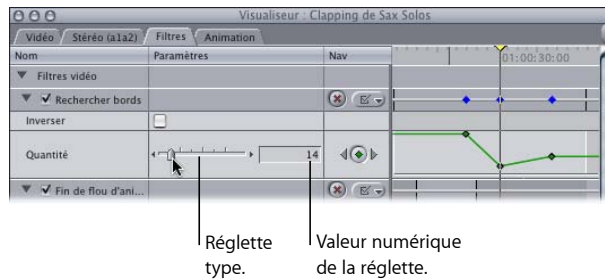 Visualiseur : Clapping de Sax Solos
Vidéo Stéréo (a1a2) Filtres Animation
Nom Paramètres Nav 01:00:30:00
Filtres vidéo
Rechercher bords
Inverser
Quantité 14
Fin de flou d'ani...
Réglette type.
Valeur numérique de la réglette.